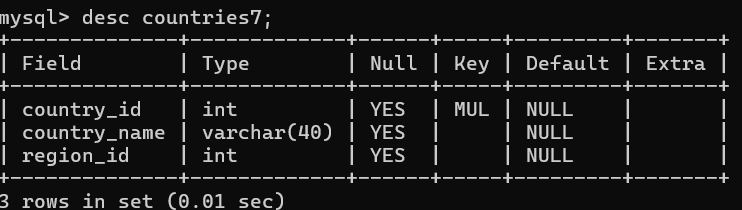 mysql> desc countries7;
+--------------+-------------+------+-----+---------+-------+
| Field        | Type        | Null | Key | Default | Extra |
+--------------+-------------+------+-----+---------+-------+
| country_id   | int         | YES  | MUL | NULL    |       |
| country_name | varchar(40) | YES  |     | NULL    |       |
| region_id    | int         | YES  |     | NULL    |       |
+--------------+-------------+------+-----+---------+-------+
3 rows in set (0.01 sec)